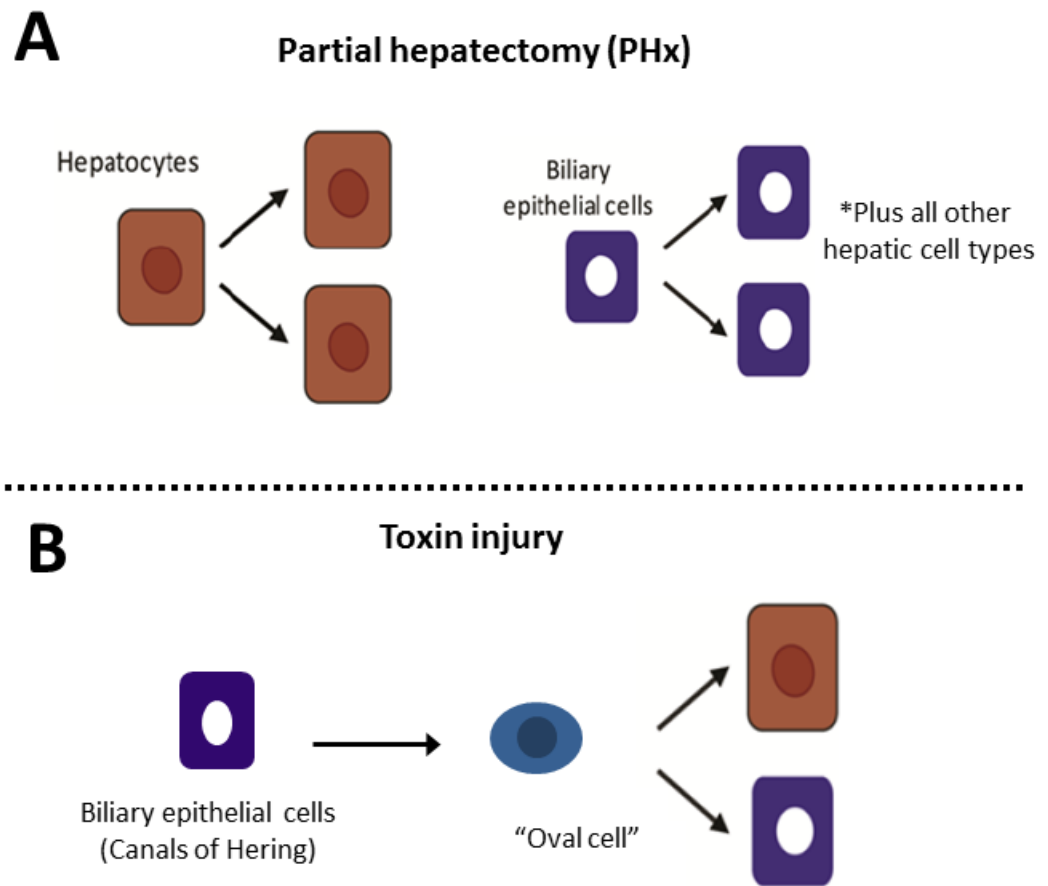 A
Partial hepatectomy (PHx)
Hepatocytes
Biliary
epithelial cells
*Plus all other
hepatic cell types
B
Toxin injury
Biliary epithelial cells
(Canals of Hering)
“Oval cell”